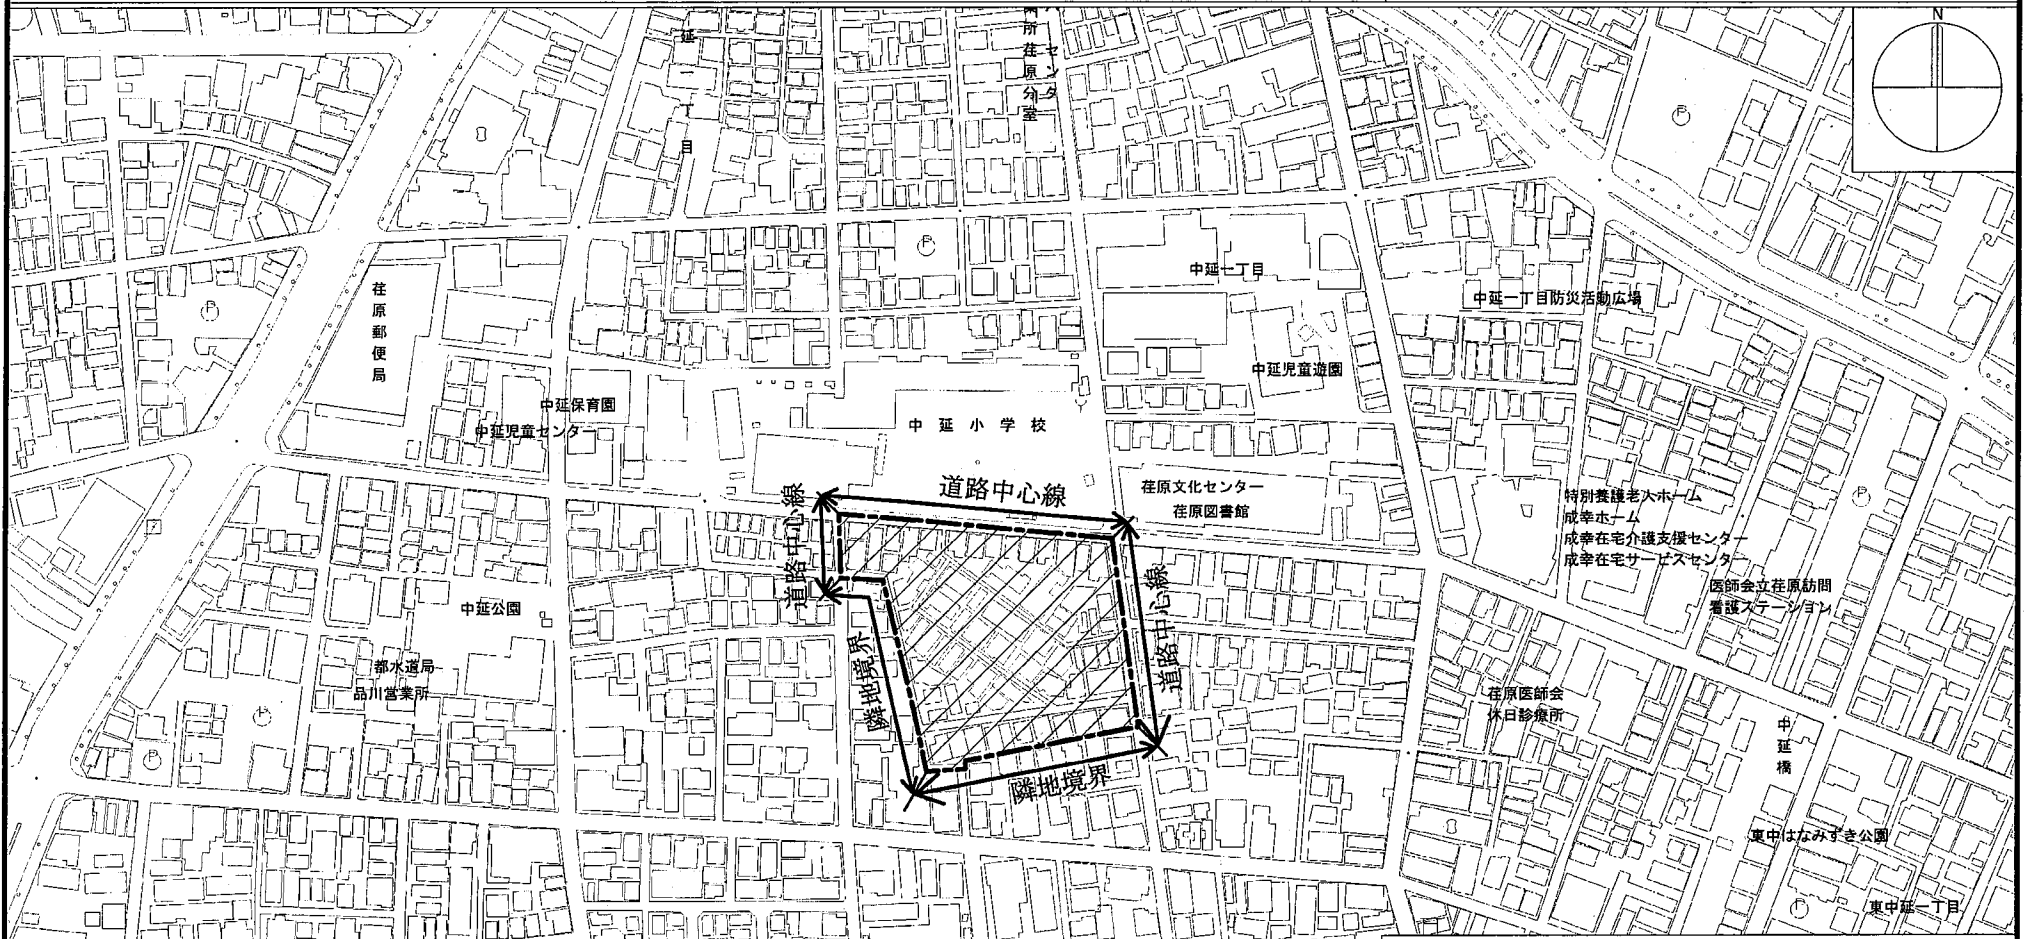 N
延一丁目
業所荏原分室
センタ
中延一丁目
中延一丁目防災活動広場
荏原郵便局
中延児童遊園
中延保育園
中延児童センター
中延小学校
道路中心線
荏原文化センター
荏原図書館
道路中心線
特別養護老人ホーム
成幸ホーム
成幸在宅介護支援センター
成幸在宅サービスセンター
医師会立荏原訪問
看護ステーション
中延公園
道路中心線
都水道局
品川営業所
隣地境界
荏原医師会
休日診療所
中延橋
隣地境界
東中はなみずき公園
東中延一丁目
P
P
P
P
P
P
P